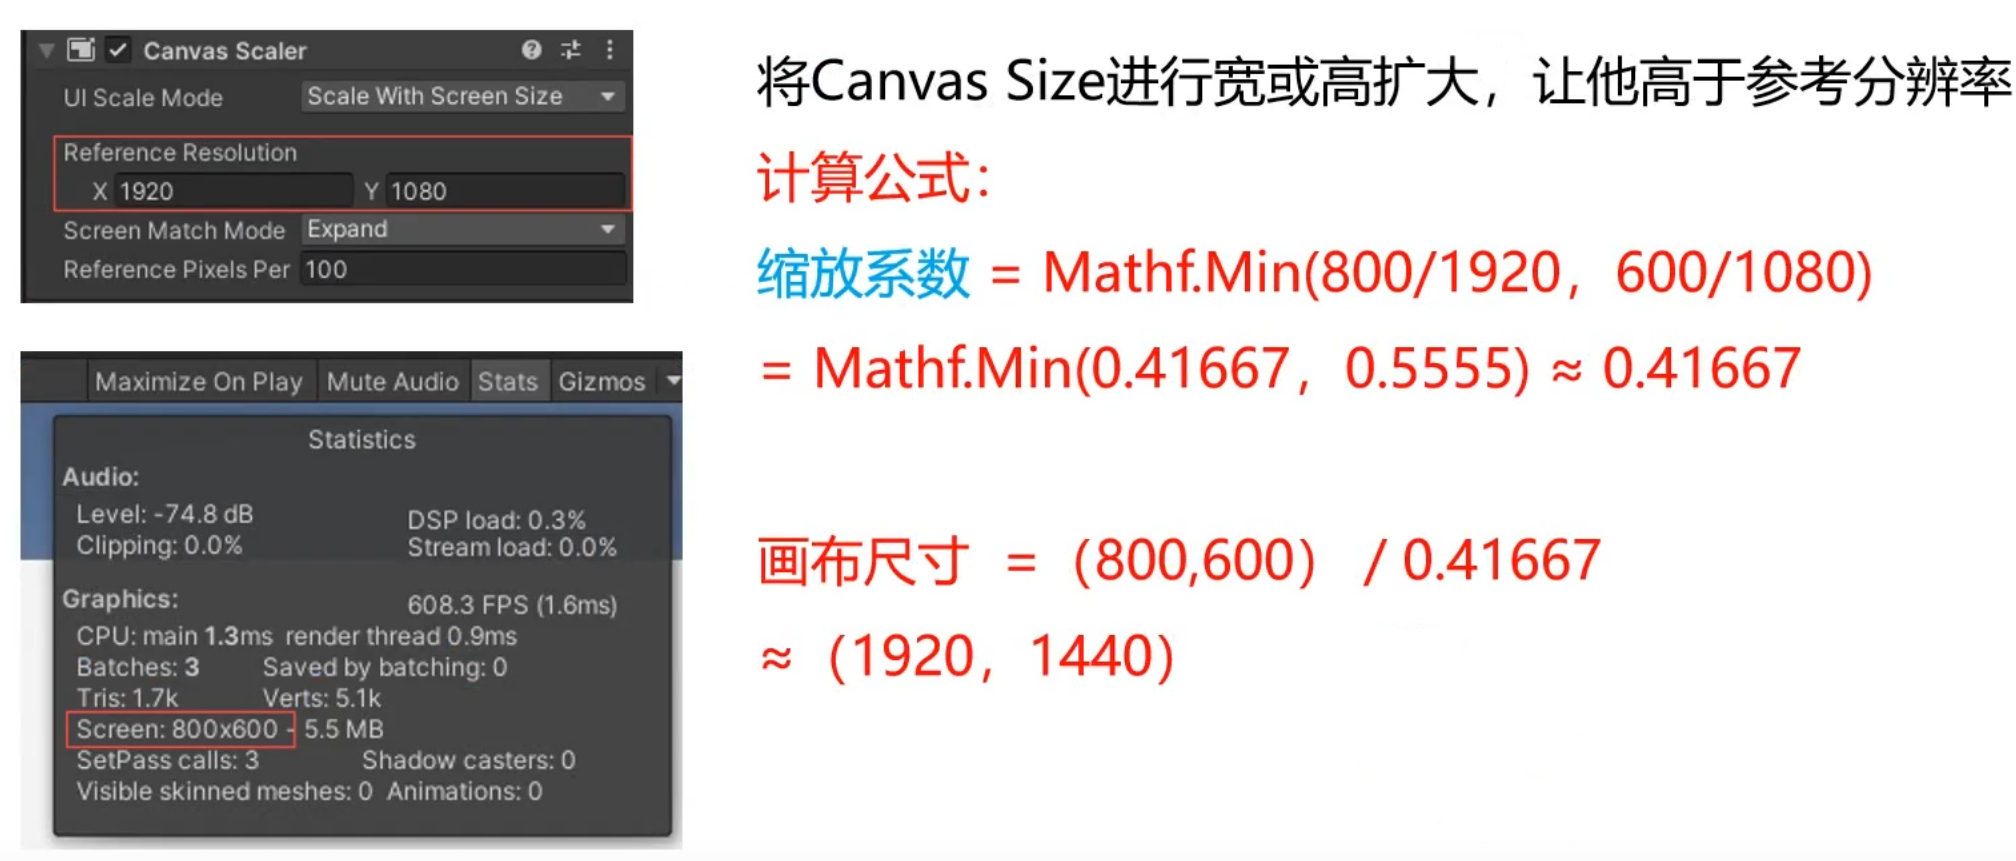 Canvas Scaler
UI Scale Mode Scale With Screen Size
Reference Resolution
X 1920 Y 1080
Screen Match Mode Expand
Reference Pixels Per 100
Maximize On Play Mute Audio Stats Gizmos
Statistics
Audio:
Level: -74.8 dB DSP load: 0.3%
Clipping: 0.0% Stream load: 0.0%
Graphics: 608.3 FPS (1.6ms)
CPU: main 1.3ms render thread 0.9ms
Batches: 3 Saved by batching: 0
Tris: 1.7k Verts: 5.1k
Screen: 800x600 - 5.5 MB
SetPass calls: 3 Shadow casters: 0
Visible skinned meshes: 0 Animations: 0
将Canvas Size进行宽或高扩大，让他高于参考分辨率
计算公式：
缩放系数 = Mathf.Min(800/1920，600/1080)
= Mathf.Min(0.41667，0.5555) ≈ 0.41667
画布尺寸 =（800,600） / 0.41667
≈（1920，1440）